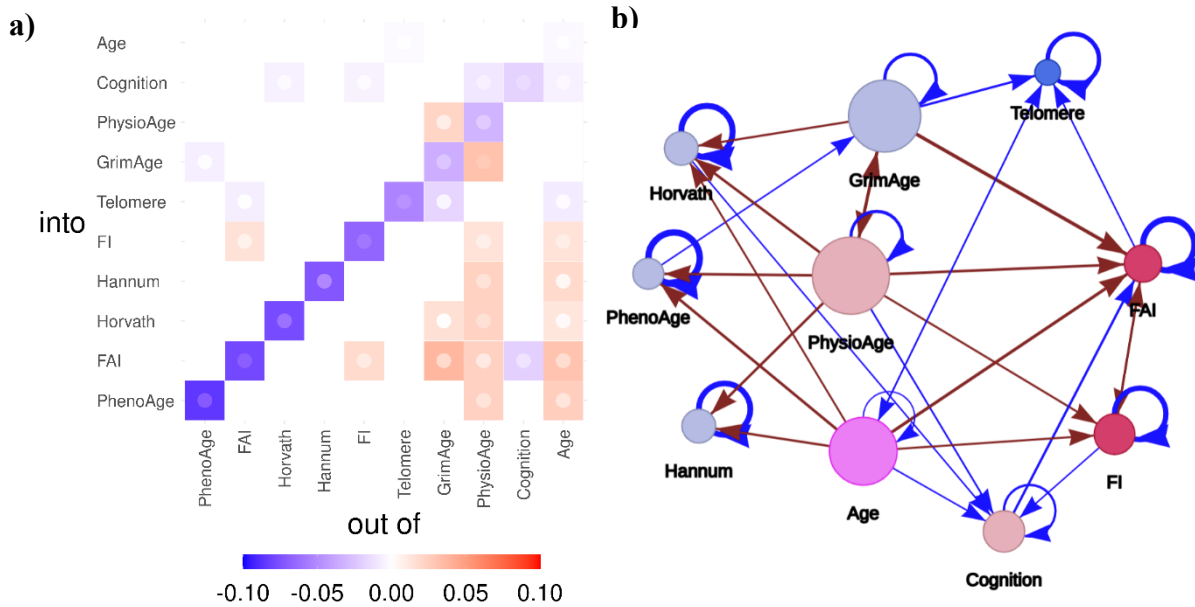 a)
Age
Cognition
PhysioAge
GrimAge
Telomere
FI
Hannum
Horvath
FAI
PhenoAge
into
PhenoAge
FAI
Horvath
Hannum
FI
Telomere
GrimAge
PhysioAge
Cognition
Age
out of
-0.10 -0.05 0.00 0.05 0.10
b)
Telomere
GrimAge
Horvath
FAI
PhenoAge
PhysioAge
Hannum
FI
Age
Cognition